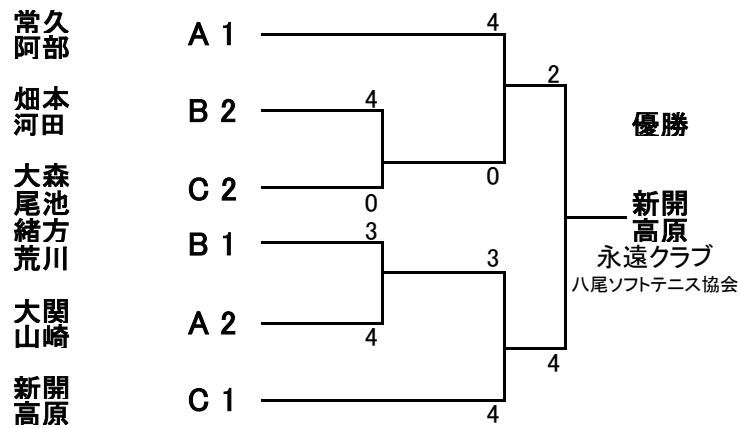 常久
阿部
A 1
4
畑本
河田
B 2
4
大森
尾池
C 2
0
0
緒方
荒川
B 1
3
大関
山崎
A 2
4
3
新開
高原
C 1
4
2
4
優勝
新開
高原
永遠クラブ
八尾ソフトテニス協会